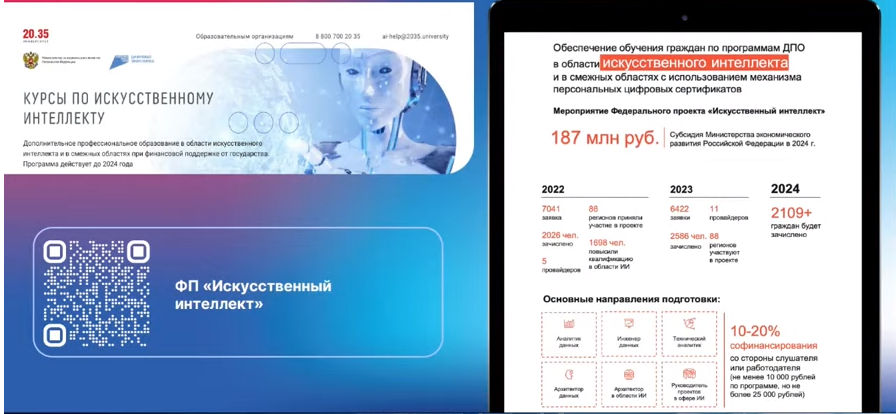 20.35
УНИВЕРСИТЕТ
Образовательным организациям
8 800 700 20 35
ai-help@2035.university
КУРСЫ ПО ИСКУССТВЕННОМУ
ИНТЕЛЛЕКТУ
Дополнительное профессиональное образование в области искусственного
интеллекта и в смежных областях при финансовой поддержке от государства.
Программа действует до 2024 года
ФП «Искусственный
интеллект»
Обеспечение обучения граждан по программам ДПО
в области искусственного интеллекта
и в смежных областях с использованием механизма
персональных цифровых сертификатов
Мероприятие Федерального проекта «Искусственный интеллект»
187 млн руб.
Субсидия Министерства экономического
развития Российской Федерации в 2024 г.
2022
7041
заявка
2026 чел.
зачислено
5
провайдеров
86
регионов приняли
участие в проекте
1698 чел.
повысили
квалификацию
в области ИИ
2023
6422
заявки
2586 чел.
зачислено
11
провайдеров
88
регионов
участвуют
в проекте
2024
2109+
граждан будет
зачислено
Основные направления подготовки:
Аналитик
данных
Инженер
данных
Технический
аналитик
Архитектор
данных
Архитектор
в области ИИ
Руководитель
проектов
в сфере ИИ
10-20%
софинансирования
со стороны слушателя
или работодателя
(не менее 10 000 рублей
по программе, но не
более 25 000 рублей)